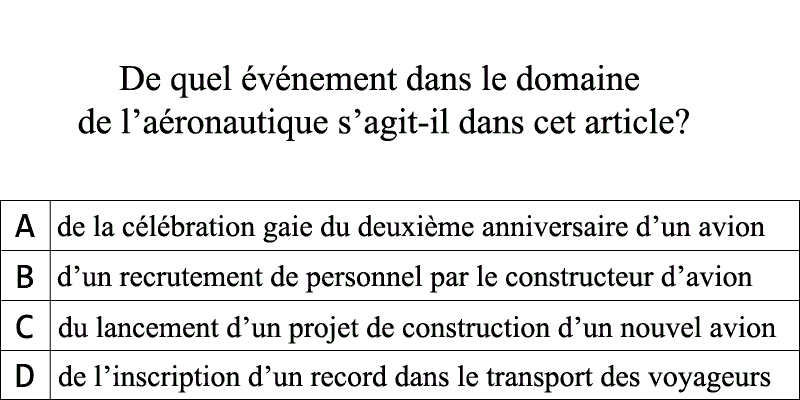 De quel événement dans le domaine
de l’aéronautique s’agit-il dans cet article?
A de la célébration gaie du deuxième anniversaire d’un avion
B d’un recrutement de personnel par le constructeur d’avion
C du lancement d’un projet de construction d’un nouvel avion
D de l’inscription d’un record dans le transport des voyageurs